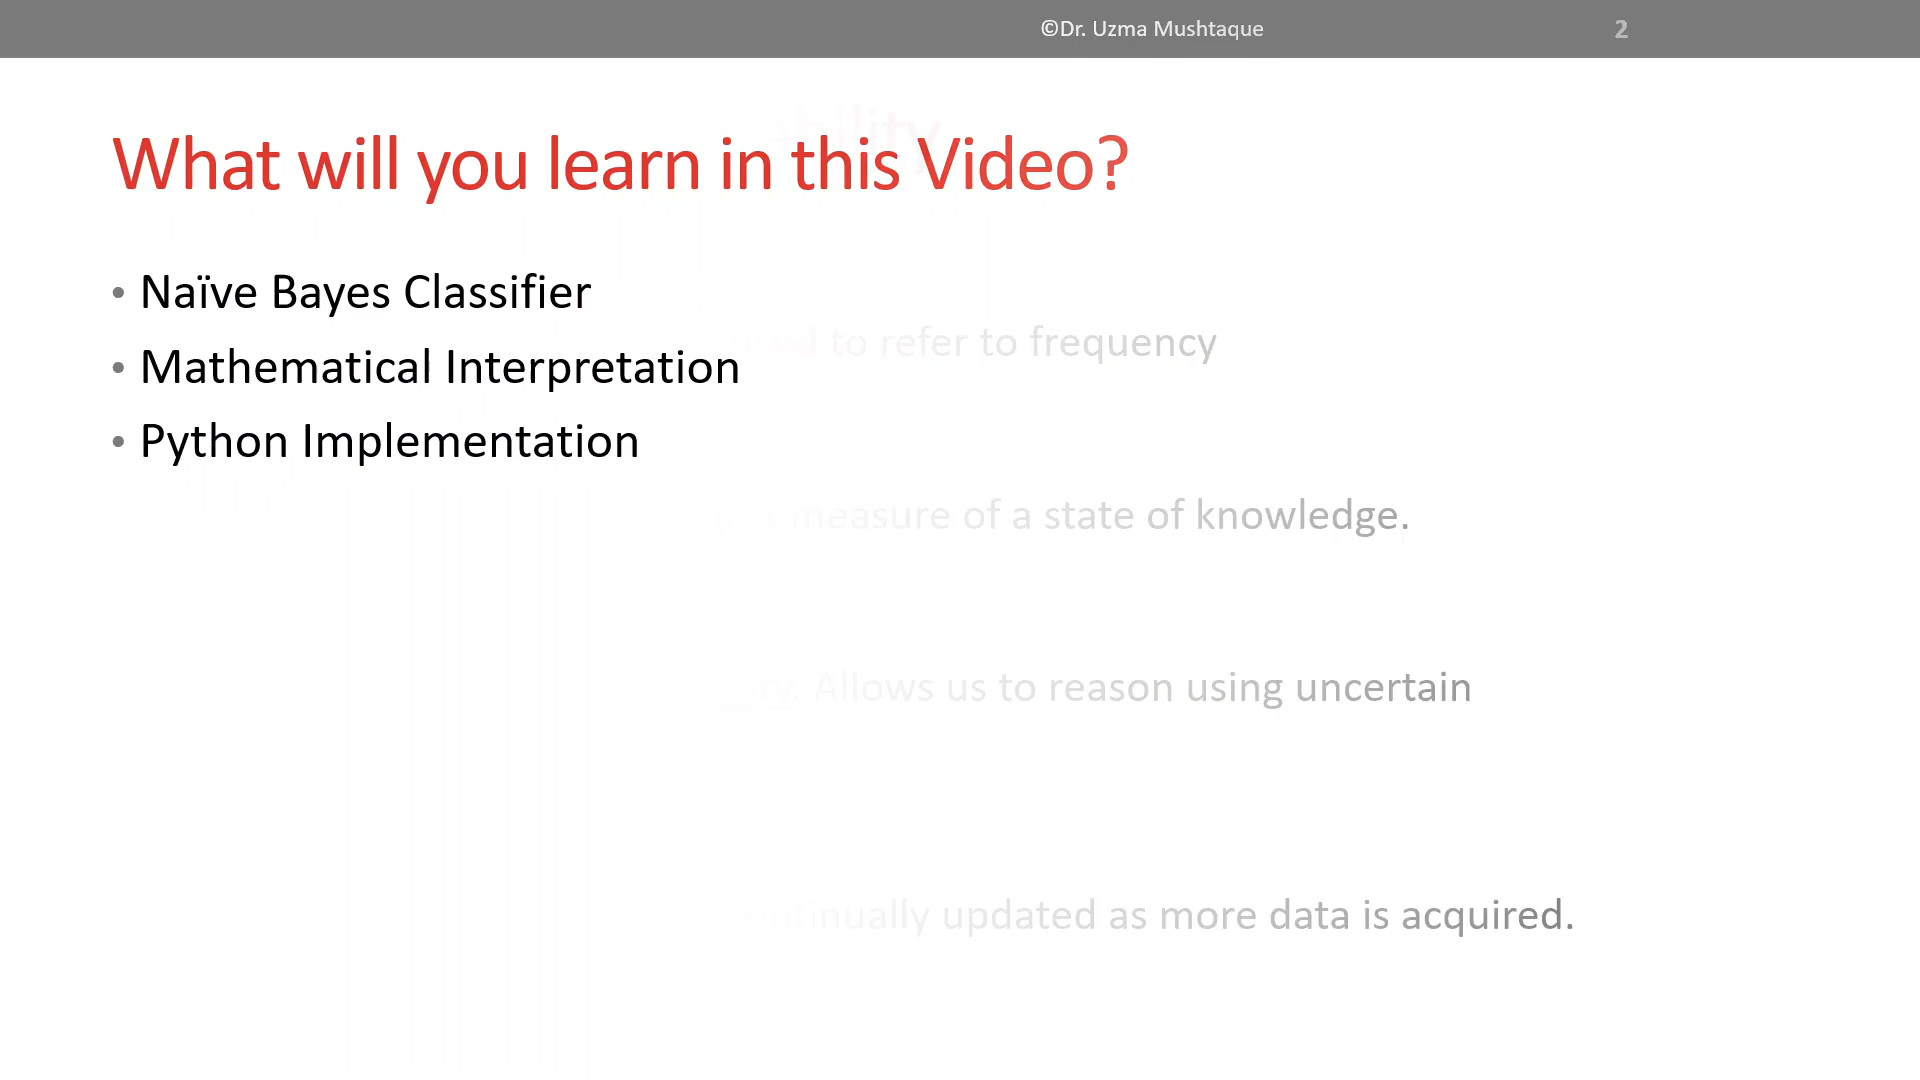 ©Dr. Uzma Mushtaque 2
What will you learn in this Video?
• Naïve Bayes Classifier
used to refer to frequency
• Mathematical Interpretation
• Python Implementation
measure of a state of knowledge.
Allows us to reason using uncertain
continually updated as more data is acquired.